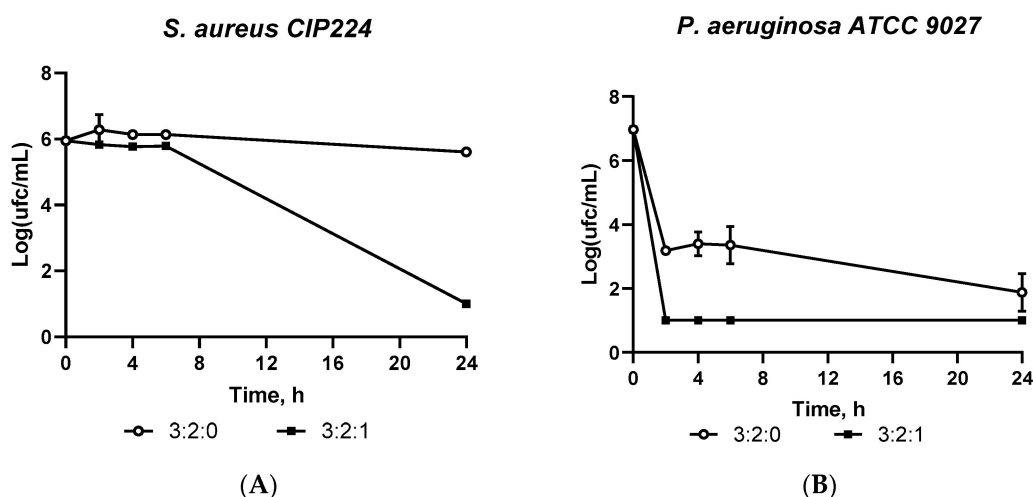 S. aureus CIP224
8
6
4
2
0
Log(ufc/mL)
0 4 8 12 16 20 24
Time, h
3:2:0 3:2:1
(A)
P. aeruginosa ATCC 9027
8
6
4
2
0
Log(ufc/mL)
0 4 8 12 16 20 24
Time, h
3:2:0 3:2:1
(B)